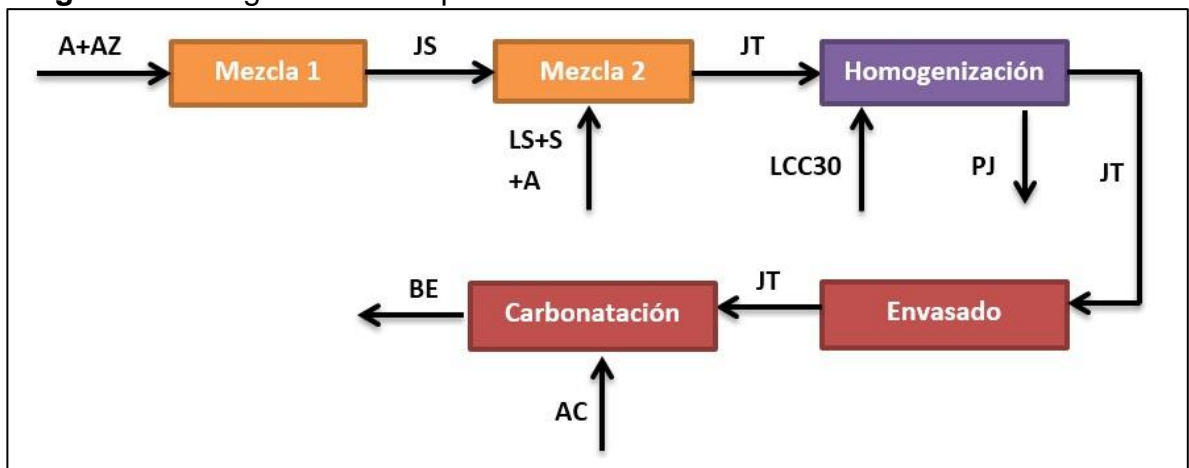 A+AZ
Mezcla 1
JS
Mezcla 2
JT
Homogenización
LS+S
+A
LCC30
PJ
JT
BE
Carbonatación
JT
Envasado
AC